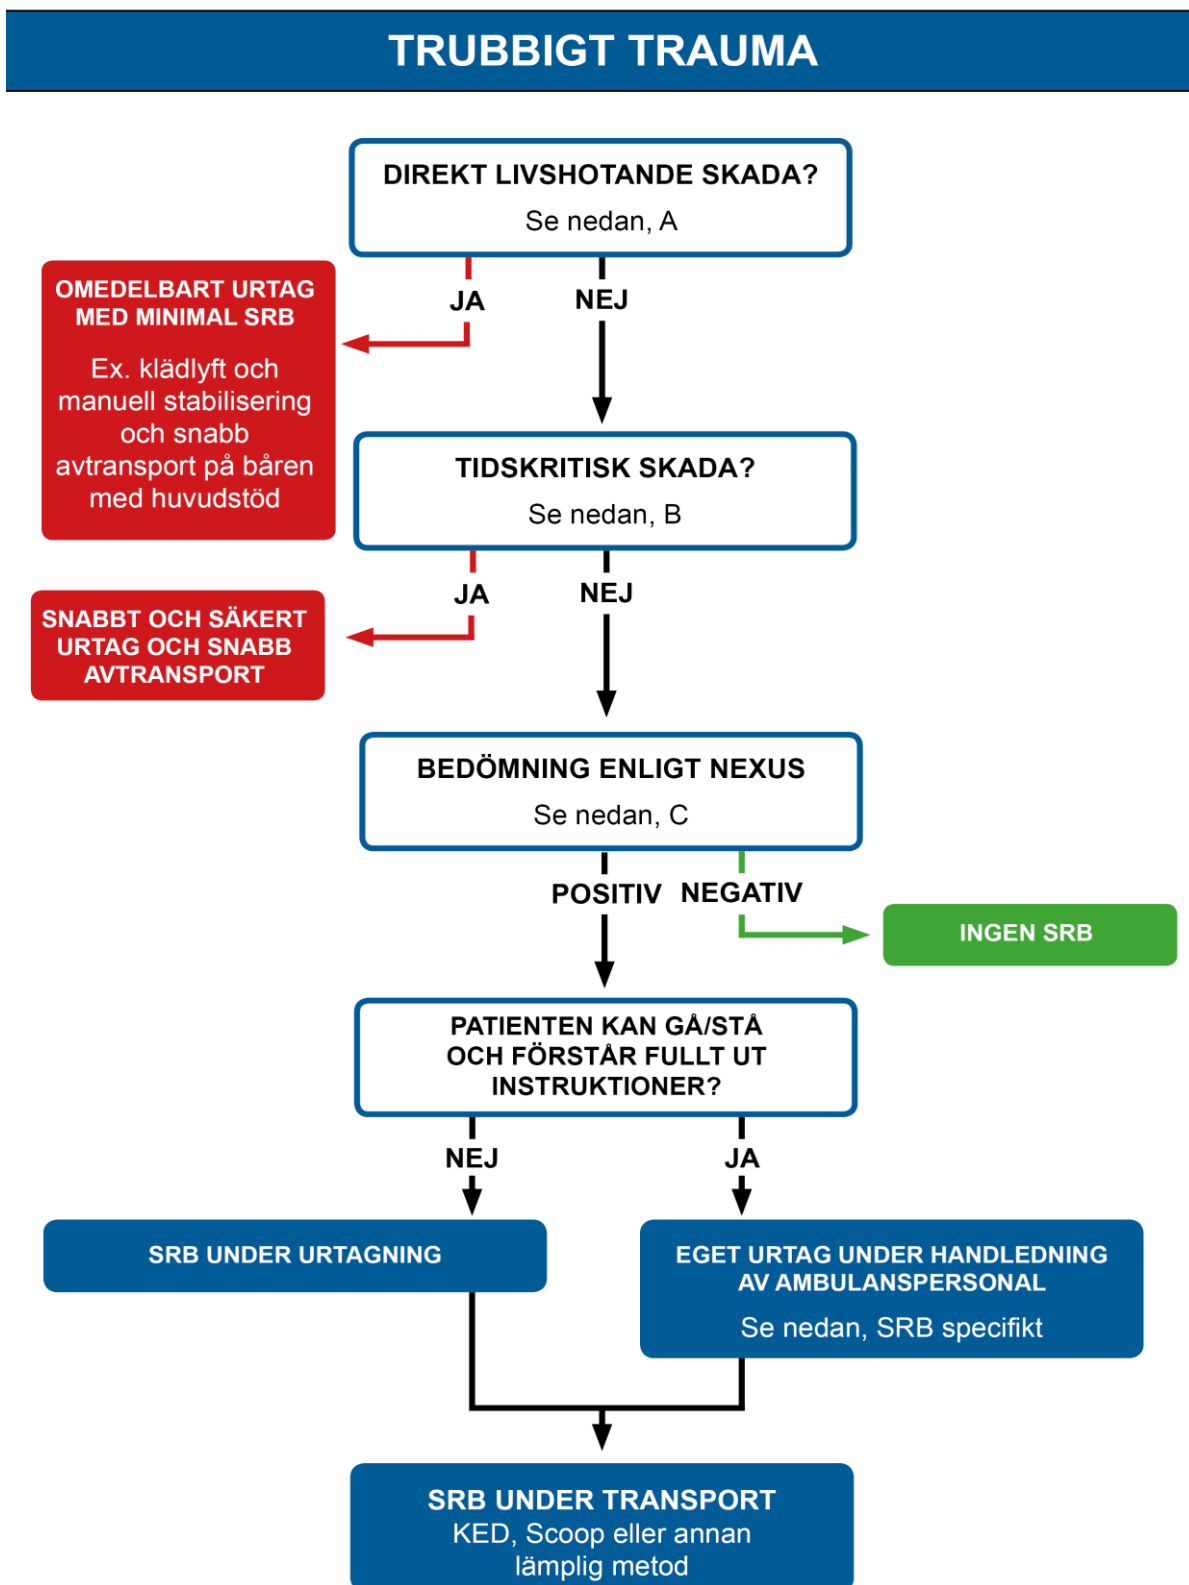 TRUBBIGT TRAUMA
DIREKT LIVSHOTANDE SKADA?
Se nedan, A
JA
NEJ
OMEDELBART URTAG
MED MINIMAL SRB
Ex. klädlyft och
manuell stabilisering
och snabb
avtransport på båren
med huvudstöd
TIDSKRITISK SKADA?
Se nedan, B
JA
NEJ
SNABBT OCH SÄKERT
URTAG OCH SNABB
AVTRANSPORT
BEDÖMNING ENLIGT NEXUS
Se nedan, C
POSITIV
NEGATIV
INGEN SRB
PATIENTEN KAN GÅ/STÅ
OCH FÖRSTÅR FULLT UT
INSTRUKTIONER?
NEJ
JA
SRB UNDER URTAGNING
EGET URTAG UNDER HANDLEDNING
AV AMBULANSPERSONAL
Se nedan, SRB specifikt
SRB UNDER TRANSPORT
KED, Scoop eller annan
lämplig metod